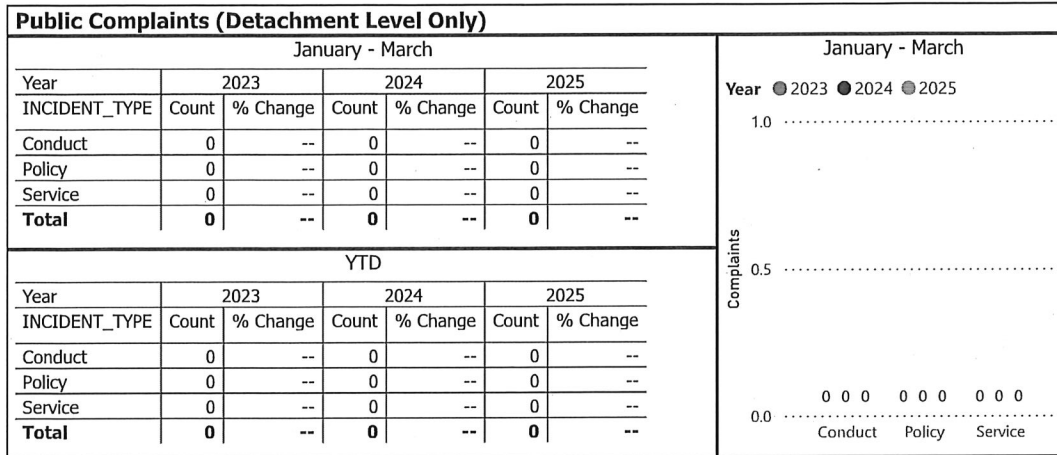 Public Complaints (Detachment Level Only)
January - March
Year 2023 2024 2025
INCIDENT_TYPE Count % Change Count % Change Count % Change
Conduct 0 -- 0 -- 0 --
Policy 0 -- 0 -- 0 --
Service 0 -- 0 -- 0 --
Total 0 -- 0 -- 0 --
YTD
Year 2023 2024 2025
INCIDENT_TYPE Count % Change Count % Change Count % Change
Conduct 0 -- 0 -- 0 --
Policy 0 -- 0 -- 0 --
Service 0 -- 0 -- 0 --
Total 0 -- 0 -- 0 --
January - March
Year 2023 2024 2025
Complaints
1.0
0.5
0.0
0 0 0 0 0 0 0 0 0
Conduct Policy Service